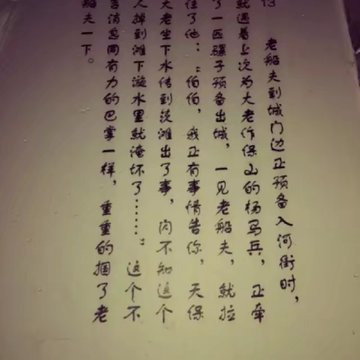 13
老船夫到城门边正预备入河街时，
就遇着上次为大老作保山的杨马兵，正牵
了一匹骡子预备出城，一见老船夫，就拉
住了他：“伯伯，我正有事情告你，天保
大老坐下水传到茨滩出了事，闪不知这个
人掉到滩下漩水里就淹坏了……”这个不
吉消息同有力的巴掌一样，重重的掴了老
船夫一下。